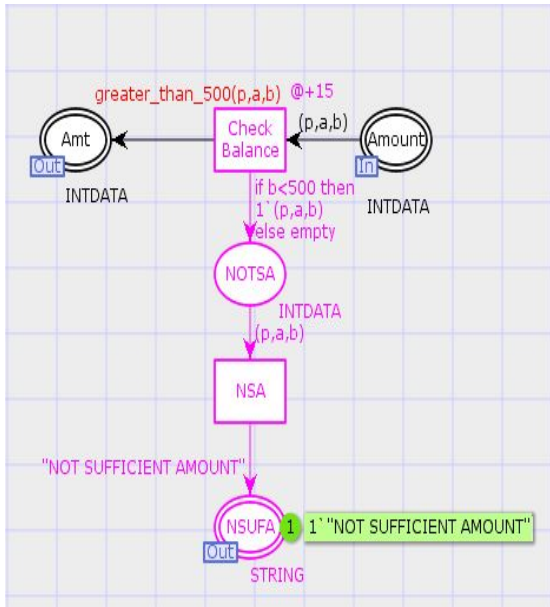 greater_than_500(p,a,b) @+15
Amt
Check
Balance
(p,a,b)
Amount
Out
In
INTDATA
INTDATA
if b<500 then
1`(p,a,b)
else empty
NOTSA
INTDATA
(p,a,b)
NSA
"NOT SUFFICIENT AMOUNT"
NSUFA
1
1`"NOT SUFFICIENT AMOUNT"
Out
STRING